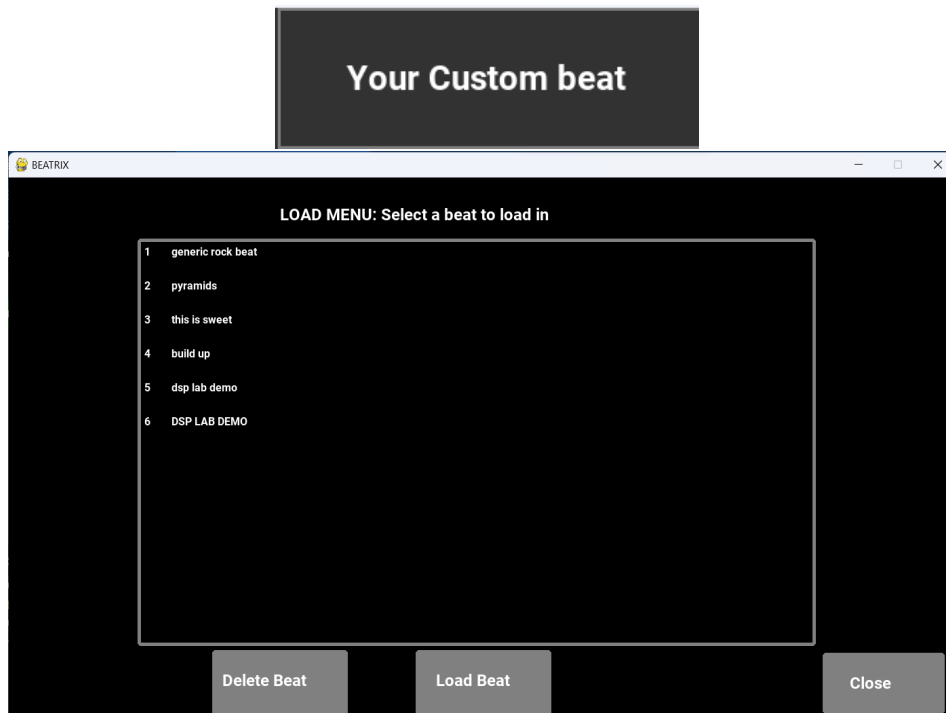 Your Custom beat
BEATRIX
LOAD MENU: Select a beat to load in
1 generic rock beat
2 pyramids
3 this is sweet
4 build up
5 dsp lab demo
6 DSP LAB DEMO
Delete Beat Load Beat Close